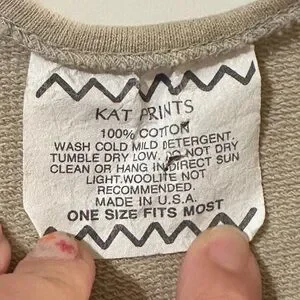 KAT PRINTS
100% COTTON
WASH COLD MILD DETERGENT.
TUMBLE DRY LOW. DO NOT DRY
CLEAN OR HANG IN DIRECT SUN
LIGHT.WOOLITE NOT
RECOMMENDED.
MADE IN U.S.A.
ONE SIZE FITS MOST